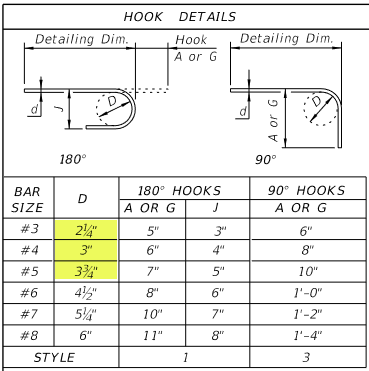 HOOK DETAILS
Detailing Dim. Hook Detailing Dim.
A or G
d J D d D A or G
180° 90°
BAR SIZE D 180° HOOKS 90° HOOKS
A OR G J A OR G
#3 2¼" 5" 3" 6"
#4 3" 6" 4" 8"
#5 3¾" 7" 5" 10"
#6 4½" 8" 6" 1'-0"
#7 5¼" 10" 7" 1'-2"
#8 6" 11" 8" 1'-4"
STYLE 1 3